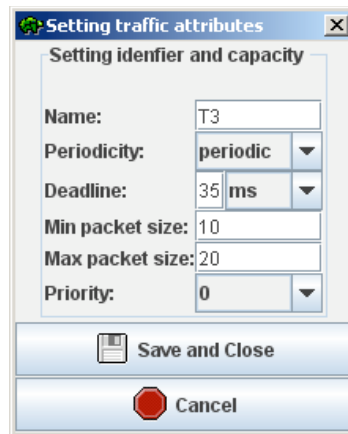 Setting traffic attributes
Setting idenfier and capacity
Name: T3
Periodicity: periodic
Deadline: 35 ms
Min packet size: 10
Max packet size: 20
Priority: 0
Save and Close
Cancel